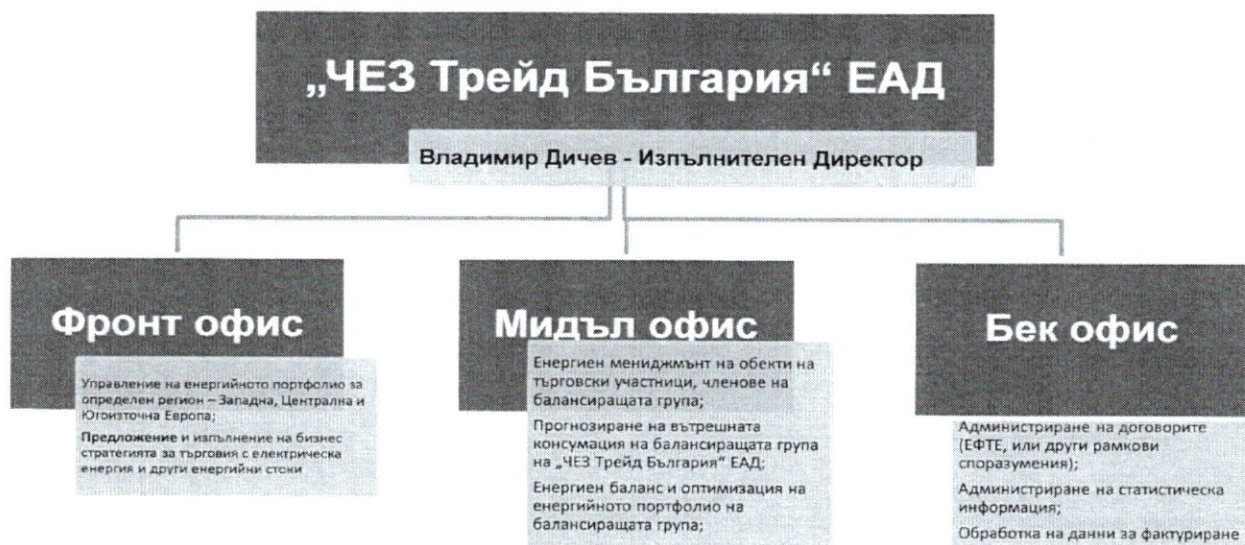 „ЧЕЗ Трейд България“ ЕАД
Владимир Дичев - Изпълнителен Директор
Фронт офис
Управление на енергийното портфолио за
определен регион – Западна, Централна и
Югоизточна Европа;
Предложение и изпълнение на бизнес
стратегията за търговия с електрическа
енергия и други енергийни стоки
Мидъл офис
Енергиен мениджмънт на обекти на
търговски участници, членове на
балансиращата група;
Прогнозиране на вътрешната
консумация на балансиращата група
на „ЧЕЗ Трейд България“ ЕАД;
Енергиен баланс и оптимизация на
енергийното портфолио на
балансиращата група;
Бек офис
Администриране на договорите
(ЕФТЕ, или други рамкови
споразумения);
Администриране на статистическа
информация;
Обработка на данни за фактуриране